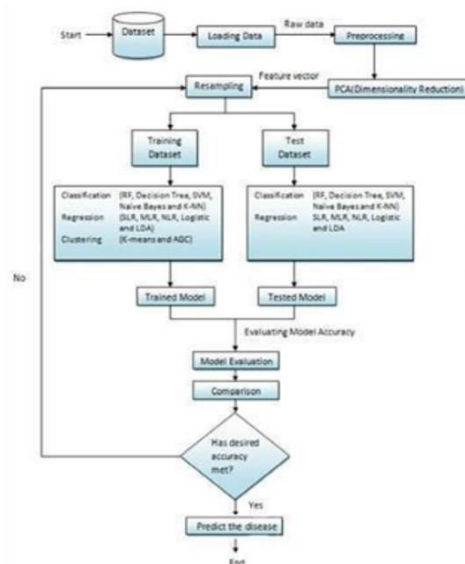 Start
Dataset
Loading Data
Raw data
Preprocessing
Feature vector
Resampling
PCA(Dimensionality Reduction)
Training
Dataset
Test
Dataset
Classification (RF, Decision Tree, SVM,
Naive Bayes and K-NN)
Regression (SLR, MLR, NLR, Logistic
and LDA)
Clustering (K-means and AGC)
Classification (RF, Decision Tree, SVM,
Naive Bayes and K-NN)
Regression SLR, MLR, NLR, Logistic
and LDA
No
Trained Model
Tested Model
Evaluating Model Accuracy
Model Evaluation
Comparison
Has desired
accuracy
met?
Yes
Predict the disease
End